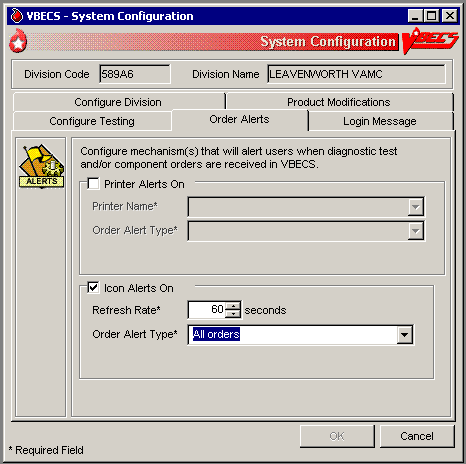 VBECS - System Configuration
System Configuration VBECS
Division Code 589A6 Division Name LEAVENWORTH VAMC
Configure Division Product Modifications
Configure Testing Order Alerts Login Message
ALERTS
Configure mechanism(s) that will alert users when diagnostic test
and/or component orders are received in VBECS.
Printer Alerts On
Printer Name*
Order Alert Type*
Icon Alerts On
Refresh Rate* 60 seconds
Order Alert Type* All orders
OK Cancel
* Required Field